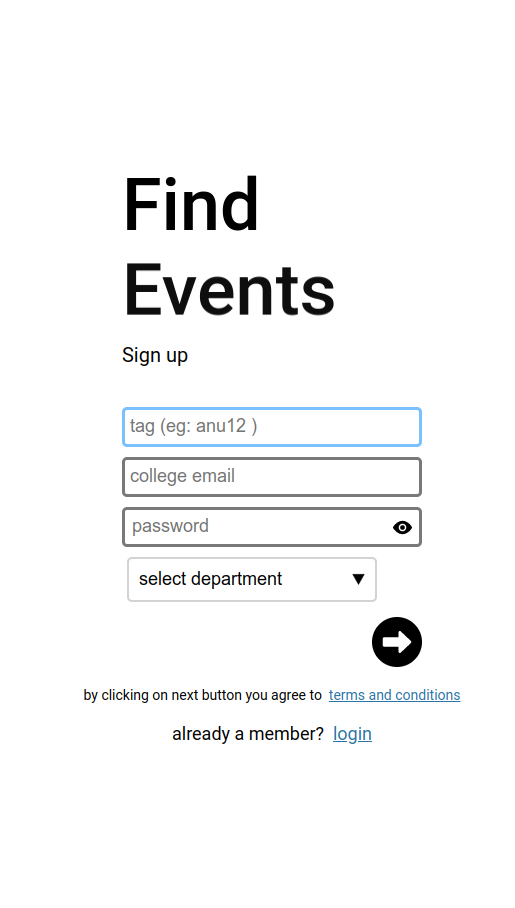 Find
Events
Sign up
tag (eg: anu12 )
college email
password
select department
by clicking on next button you agree to terms and conditions
already a member? login